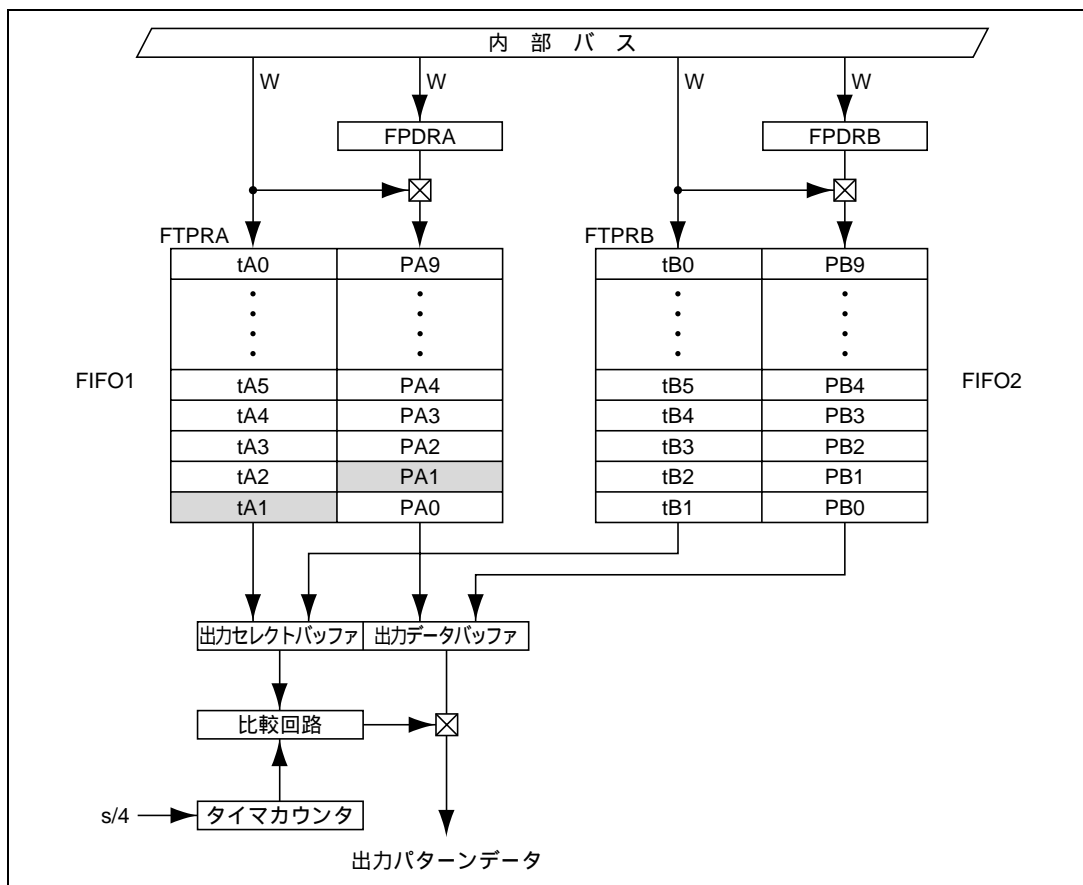 内 部 バ ス
W W W W
FPDRA FPDRB
FTPRA FTPRB
tA0 PA9 tB0 PB9
FIFO1 tA5 PA4 tB5 PB4 FIFO2
tA4 PA3 tB4 PB3
tA3 PA2 tB3 PB2
tA2 PA1 tB2 PB1
tA1 PA0 tB1 PB0
出力セレクトバッファ 出力データバッファ
比較回路
s/4 タイマカウンタ
出力パターンデータ